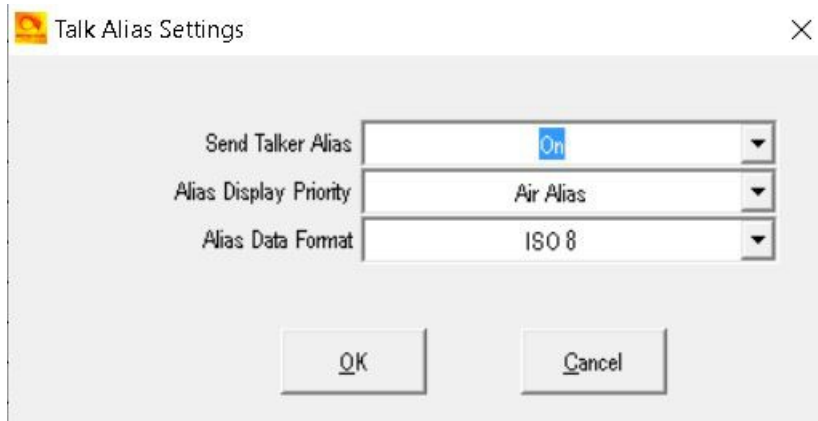 Talk Alias Settings
Send Talker Alias On
Alias Display Priority Air Alias
Alias Data Format ISO 8
OK Cancel